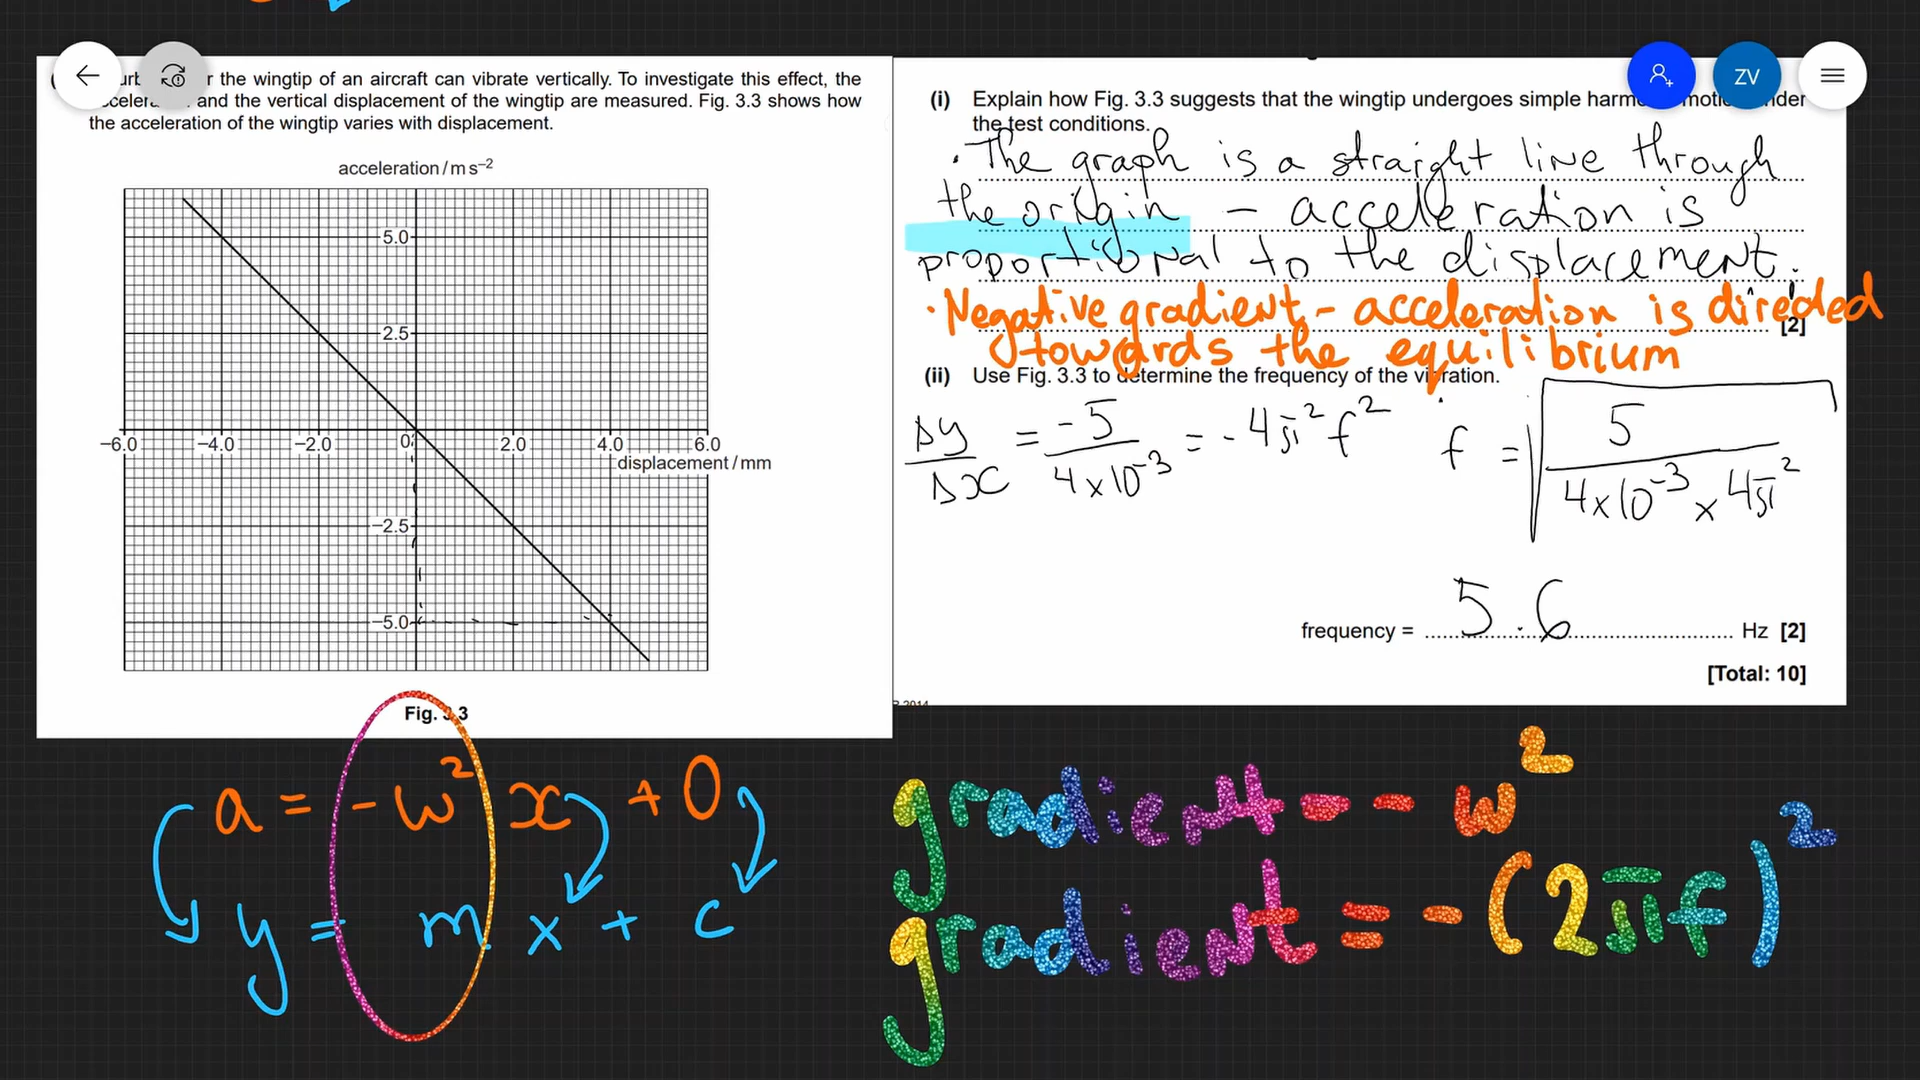 r the wingtip of an aircraft can vibrate vertically. To investigate this effect, the
and the vertical displacement of the wingtip are measured. Fig. 3.3 shows how
the acceleration of the wingtip varies with displacement.
acceleration / m s⁻²
5.0
2.5
-6.0 -4.0 -2.0 0 2.0 4.0 6.0
displacement / mm
-2.5
-5.0
Fig. 3.3
ZV
(i) Explain how Fig. 3.3 suggests that the wingtip undergoes simple
the test conditions.
· The graph is a straight line through
the origin - acceleration is
proportional to the displacement.
· Negative gradient - acceleration is directed
towards the equilibrium
[2]
(ii) Use Fig. 3.3 to determine the frequency of the vibration.
Δy/Δx = -5/4×10⁻³ = -4π²f² f = √(5/4×10⁻³×4π²)
frequency = 5.6 Hz [2]
[Total: 10]
2014
a = -ω² x + 0
y = m x + c
gradient = - ω²
gradient = - (2πf)²